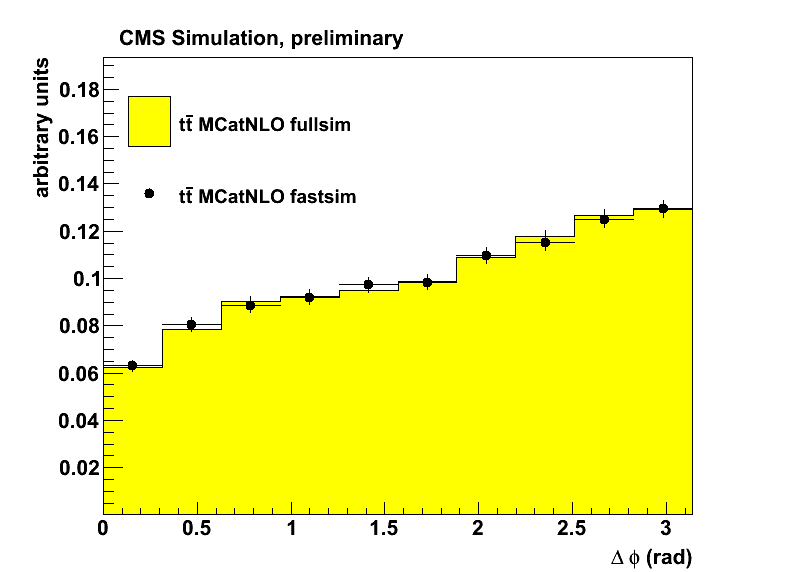 CMS Simulation, preliminary
arbitrary units
0.18
0.16
0.14
0.12
0.1
0.08
0.06
0.04
0.02
tt̄ MCatNLO fullsim
tt̄ MCatNLO fastsim
0 0.5 1 1.5 2 2.5 3
Δ ϕ (rad)